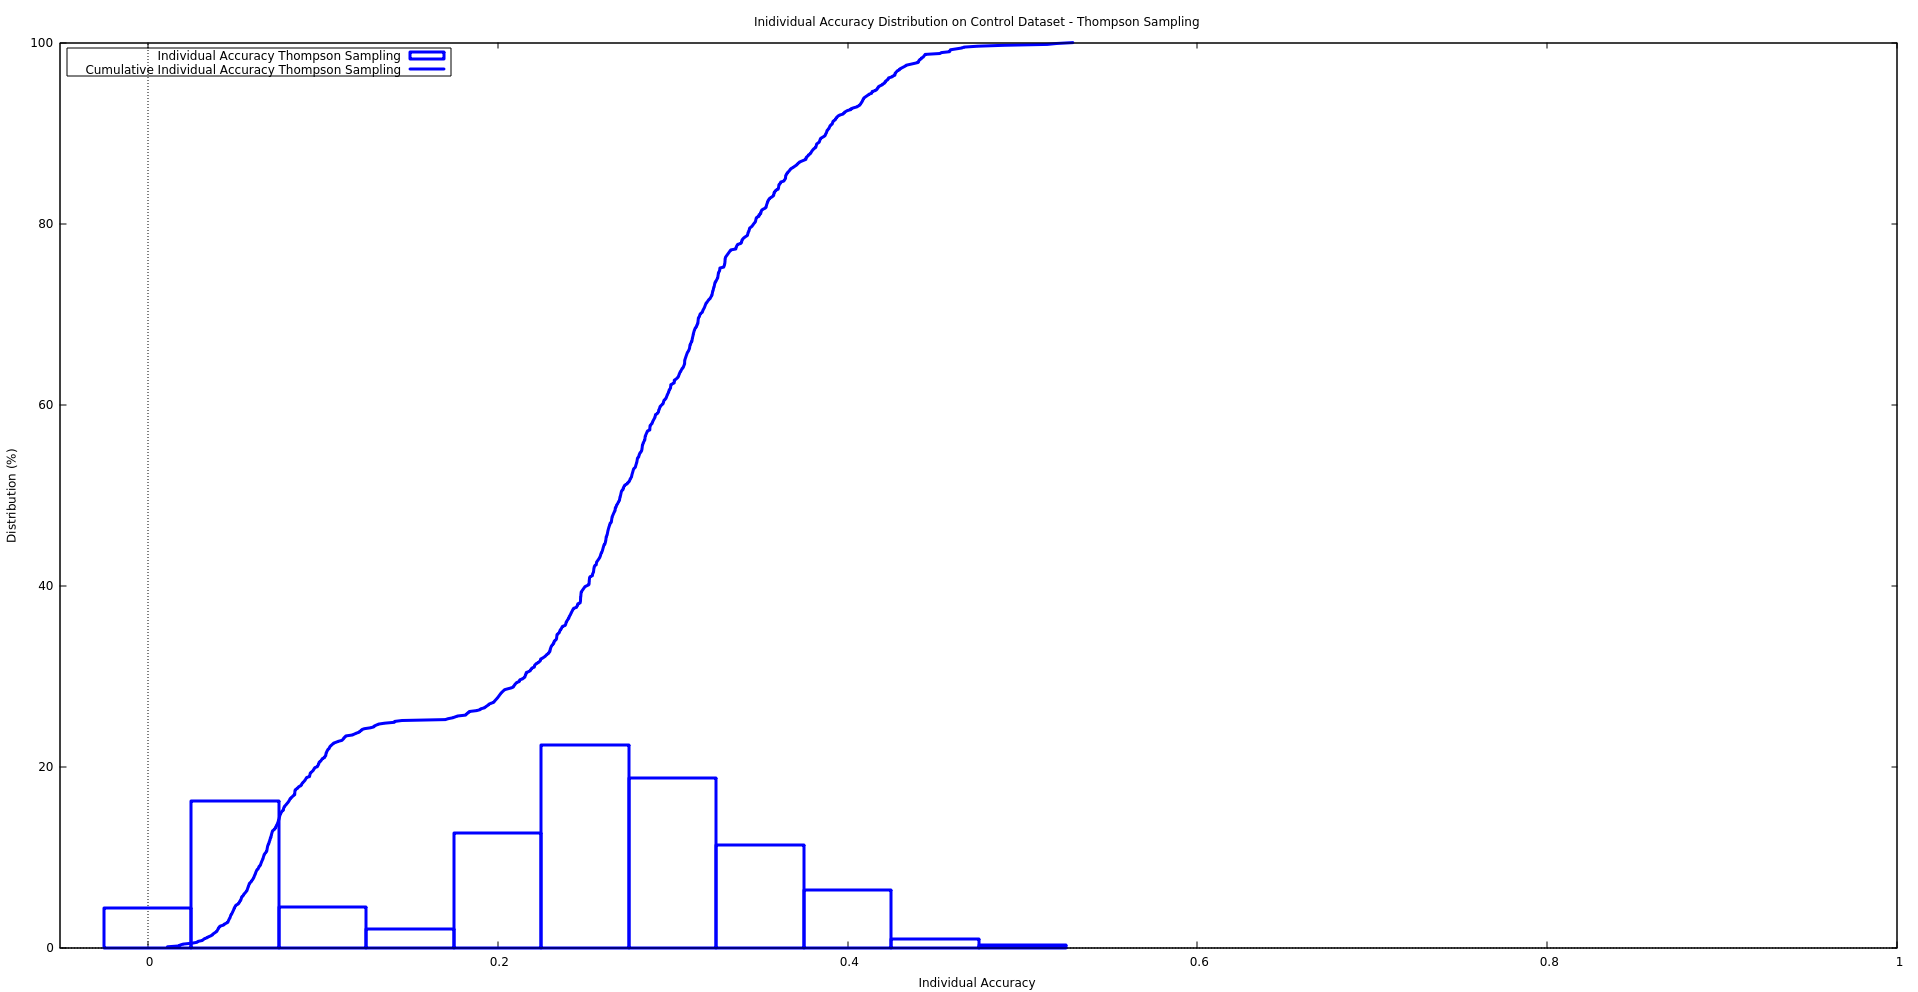 Inidividual Accuracy Distribution on Control Dataset - Thompson Sampling
Individual Accuracy Thompson Sampling
Cumulative Individual Accuracy Thompson Sampling
100
80
60
40
20
0
Distribution (%)
0 0.2 0.4 0.6 0.8 1
Individual Accuracy